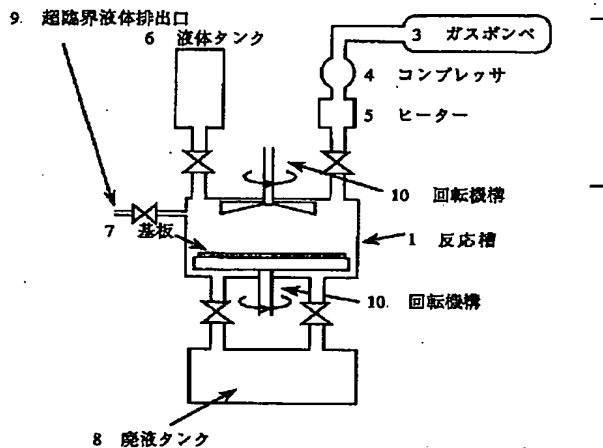 9. 超臨界液体排出口
6 液体タンク
3 ガスボンベ
4 コンプレッサ
5 ヒーター
10 回転機構
7 基板
1 反応槽
10. 回転機構
8 廃液タンク